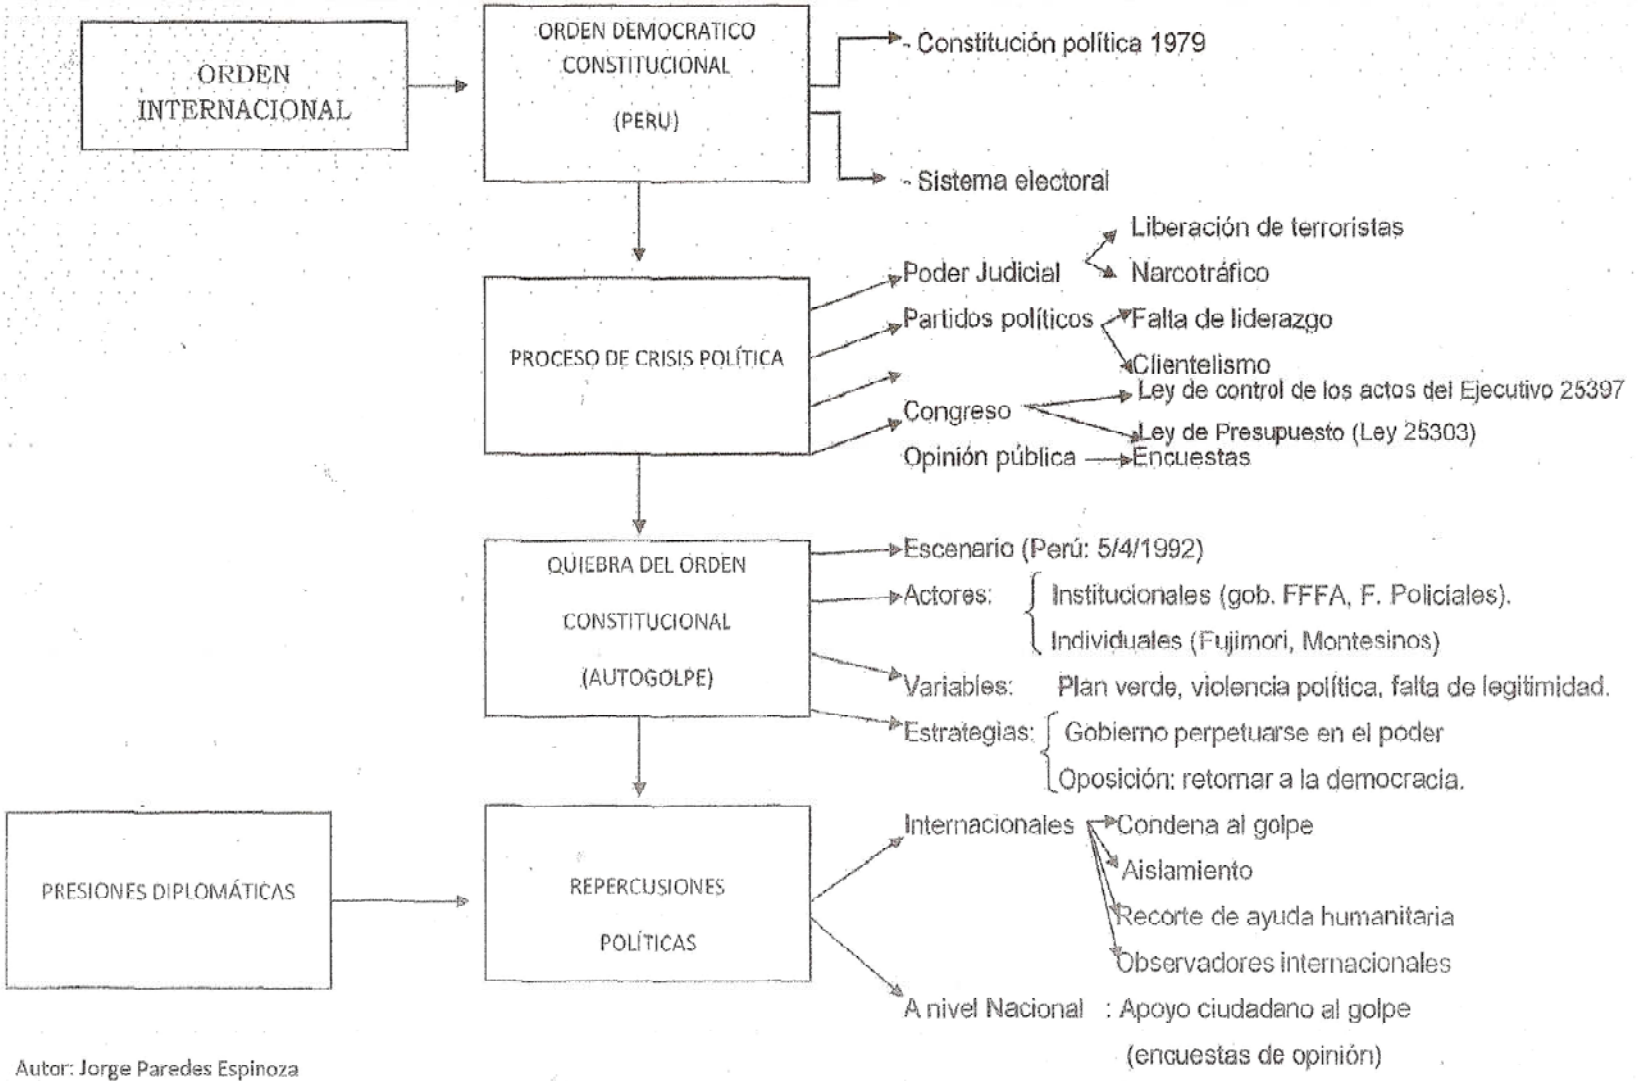 ORDEN
INTERNACIONAL
ORDEN DEMOCRATICO
CONSTITUCIONAL
(PERU)
- Constitución política 1979
- Sistema electoral
PROCESO DE CRISIS POLÍTICA
Poder Judicial
Liberación de terroristas
Narcotráfico
Partidos políticos
Falta de liderazgo
Clientelismo
Congreso
Ley de control de los actos del Ejecutivo 25397
Ley de Presupuesto (Ley 25303)
Opinión pública
Encuestas
QUIEBRA DEL ORDEN
CONSTITUCIONAL
(AUTOGOLPE)
Escenario (Perú: 5/4/1992)
Actores:
Institucionales (gob. FFFA, F. Policiales).
Individuales (Fujimori, Montesinos)
Variables: Plan verde, violencia política, falta de legitimidad.
Estrategias:
Gobierno perpetuarse en el poder
Oposición: retornar a la democracia.
PRESIONES DIPLOMÁTICAS
REPERCUSIONES
POLÍTICAS
Internacionales
Condena al golpe
Aislamiento
Recorte de ayuda humanitaria
Observadores internacionales
A nivel Nacional : Apoyo ciudadano al golpe
(encuestas de opinión)
Autor: Jorge Paredes Espinoza